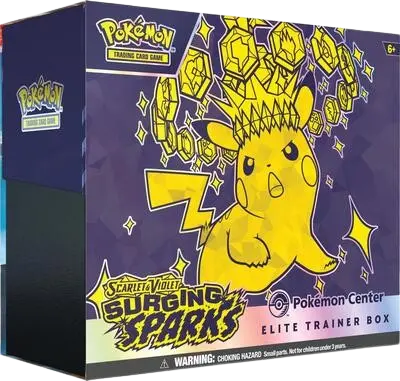 POKÉMON
TRADING CARD GAME
6+
POKÉMON
TRADING CARD GAME
SCARLET & VIOLET
SURGING
SPARKS
Pokémon Center
ELITE TRAINER BOX
WARNING: CHOKING HAZARD Small parts. Not for children under 3 years.